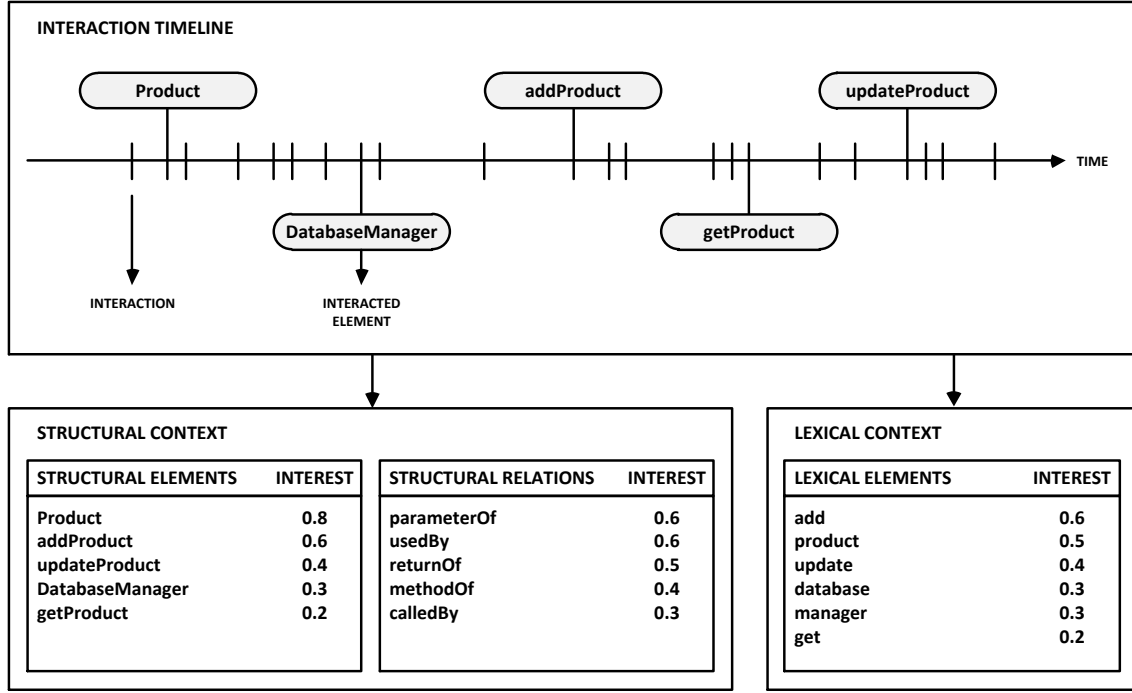 INTERACTION TIMELINE
Product
addProduct
updateProduct
TIME
DatabaseManager
getProduct
INTERACTION
INTERACTED
ELEMENT
STRUCTURAL CONTEXT
STRUCTURAL ELEMENTS INTEREST
Product 0.8
addProduct 0.6
updateProduct 0.4
DatabaseManager 0.3
getProduct 0.2
STRUCTURAL RELATIONS INTEREST
parameterOf 0.6
usedBy 0.6
returnOf 0.5
methodOf 0.4
calledBy 0.3
LEXICAL CONTEXT
LEXICAL ELEMENTS INTEREST
add 0.6
product 0.5
update 0.4
database 0.3
manager 0.3
get 0.2